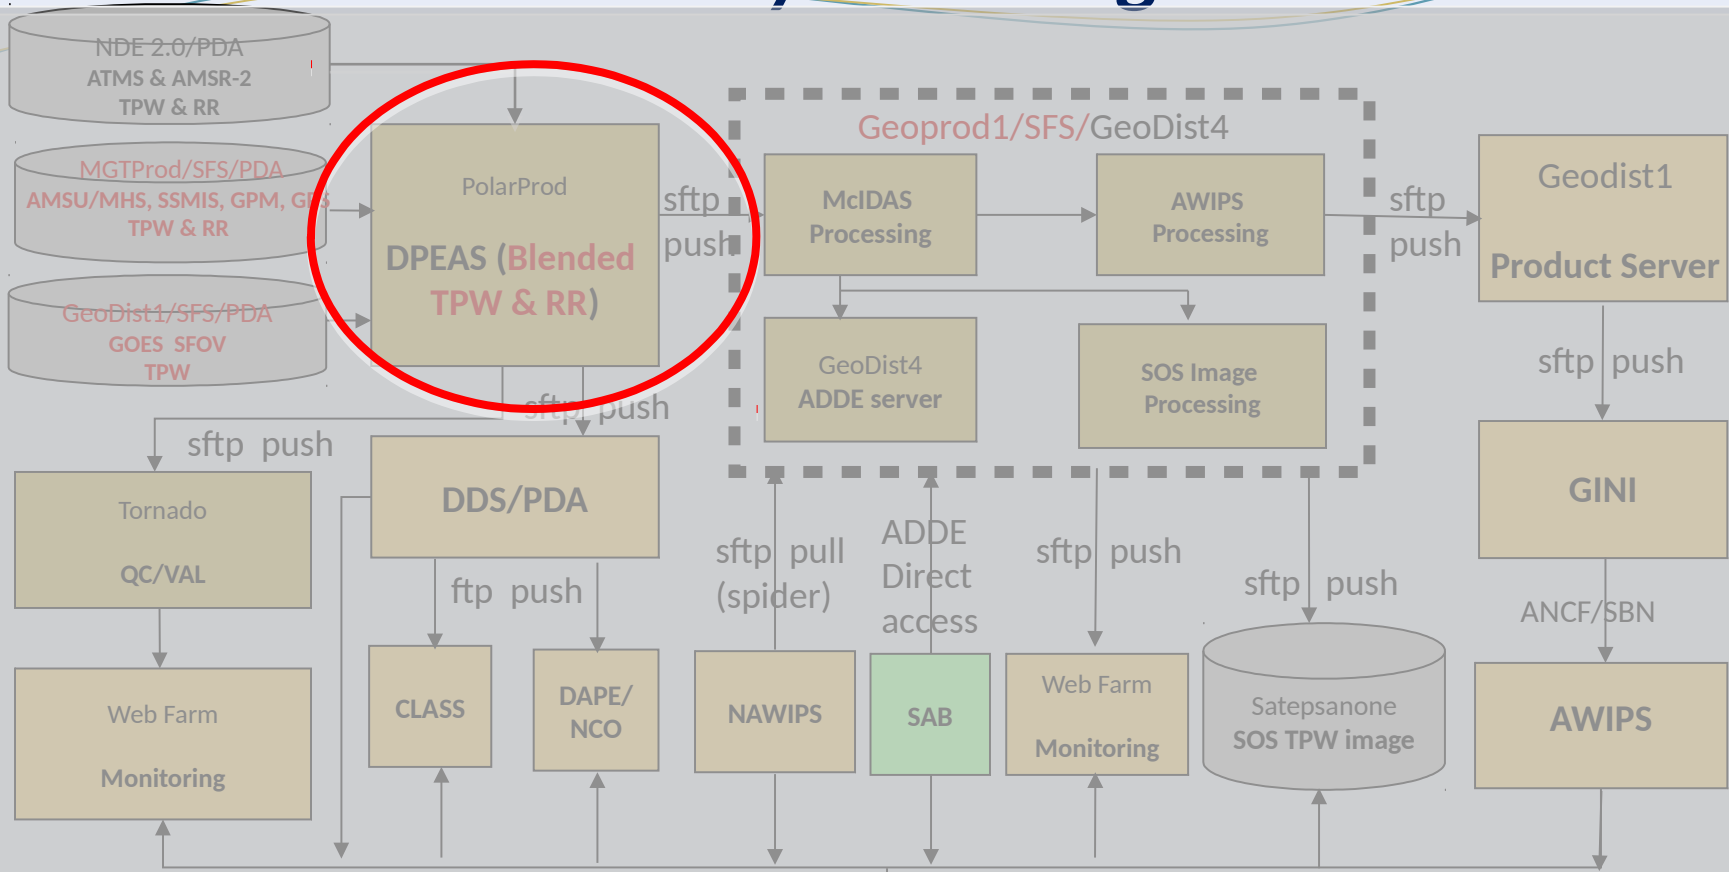 NDE 2.0/PDA
ATMS & AMSR-2
TPW & RR
MGTProd/SFS/PDA
AMSU/MHS, SSMIS, GPM, GPS
TPW & RR
GeoDist1/SFS/PDA
GOES SFOV
TPW
PolarProd
DPEAS (Blended
TPW & RR)
sftp
push
Geoprod1/SFS/GeoDist4
McIDAS
Processing
AWIPS
Processing
GeoDist4
ADDE server
SOS Image
Processing
sftp
push
Geodist1
Product Server
sftp push
GINI
ANCF/SBN
AWIPS
sftp push
sftp push
Tornado
QC/VAL
Web Farm
Monitoring
DDS/PDA
ftp push
CLASS
DAPE/
NCO
sftp pull
(spider)
NAWIPS
ADDE
Direct
access
SAB
sftp push
Web Farm
Monitoring
sftp push
Satepsanone
SOS TPW image